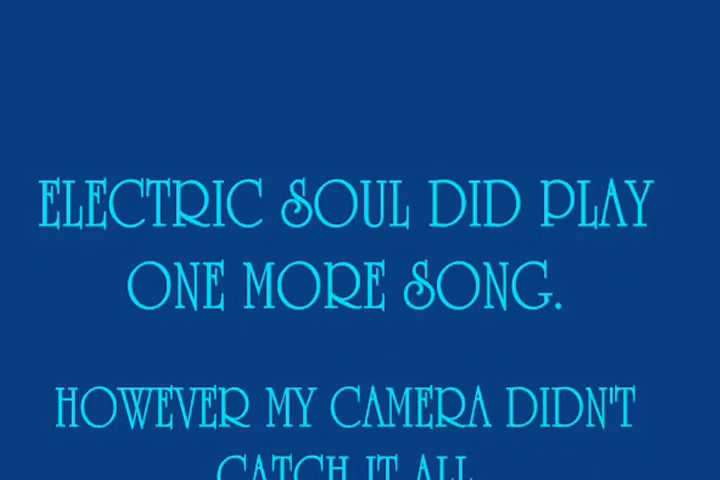 ELECTRIC SOUL DID PLAY
ONE MORE SONG.
HOWEVER MY CAMERA DIDN'T
CATCH IT ALL